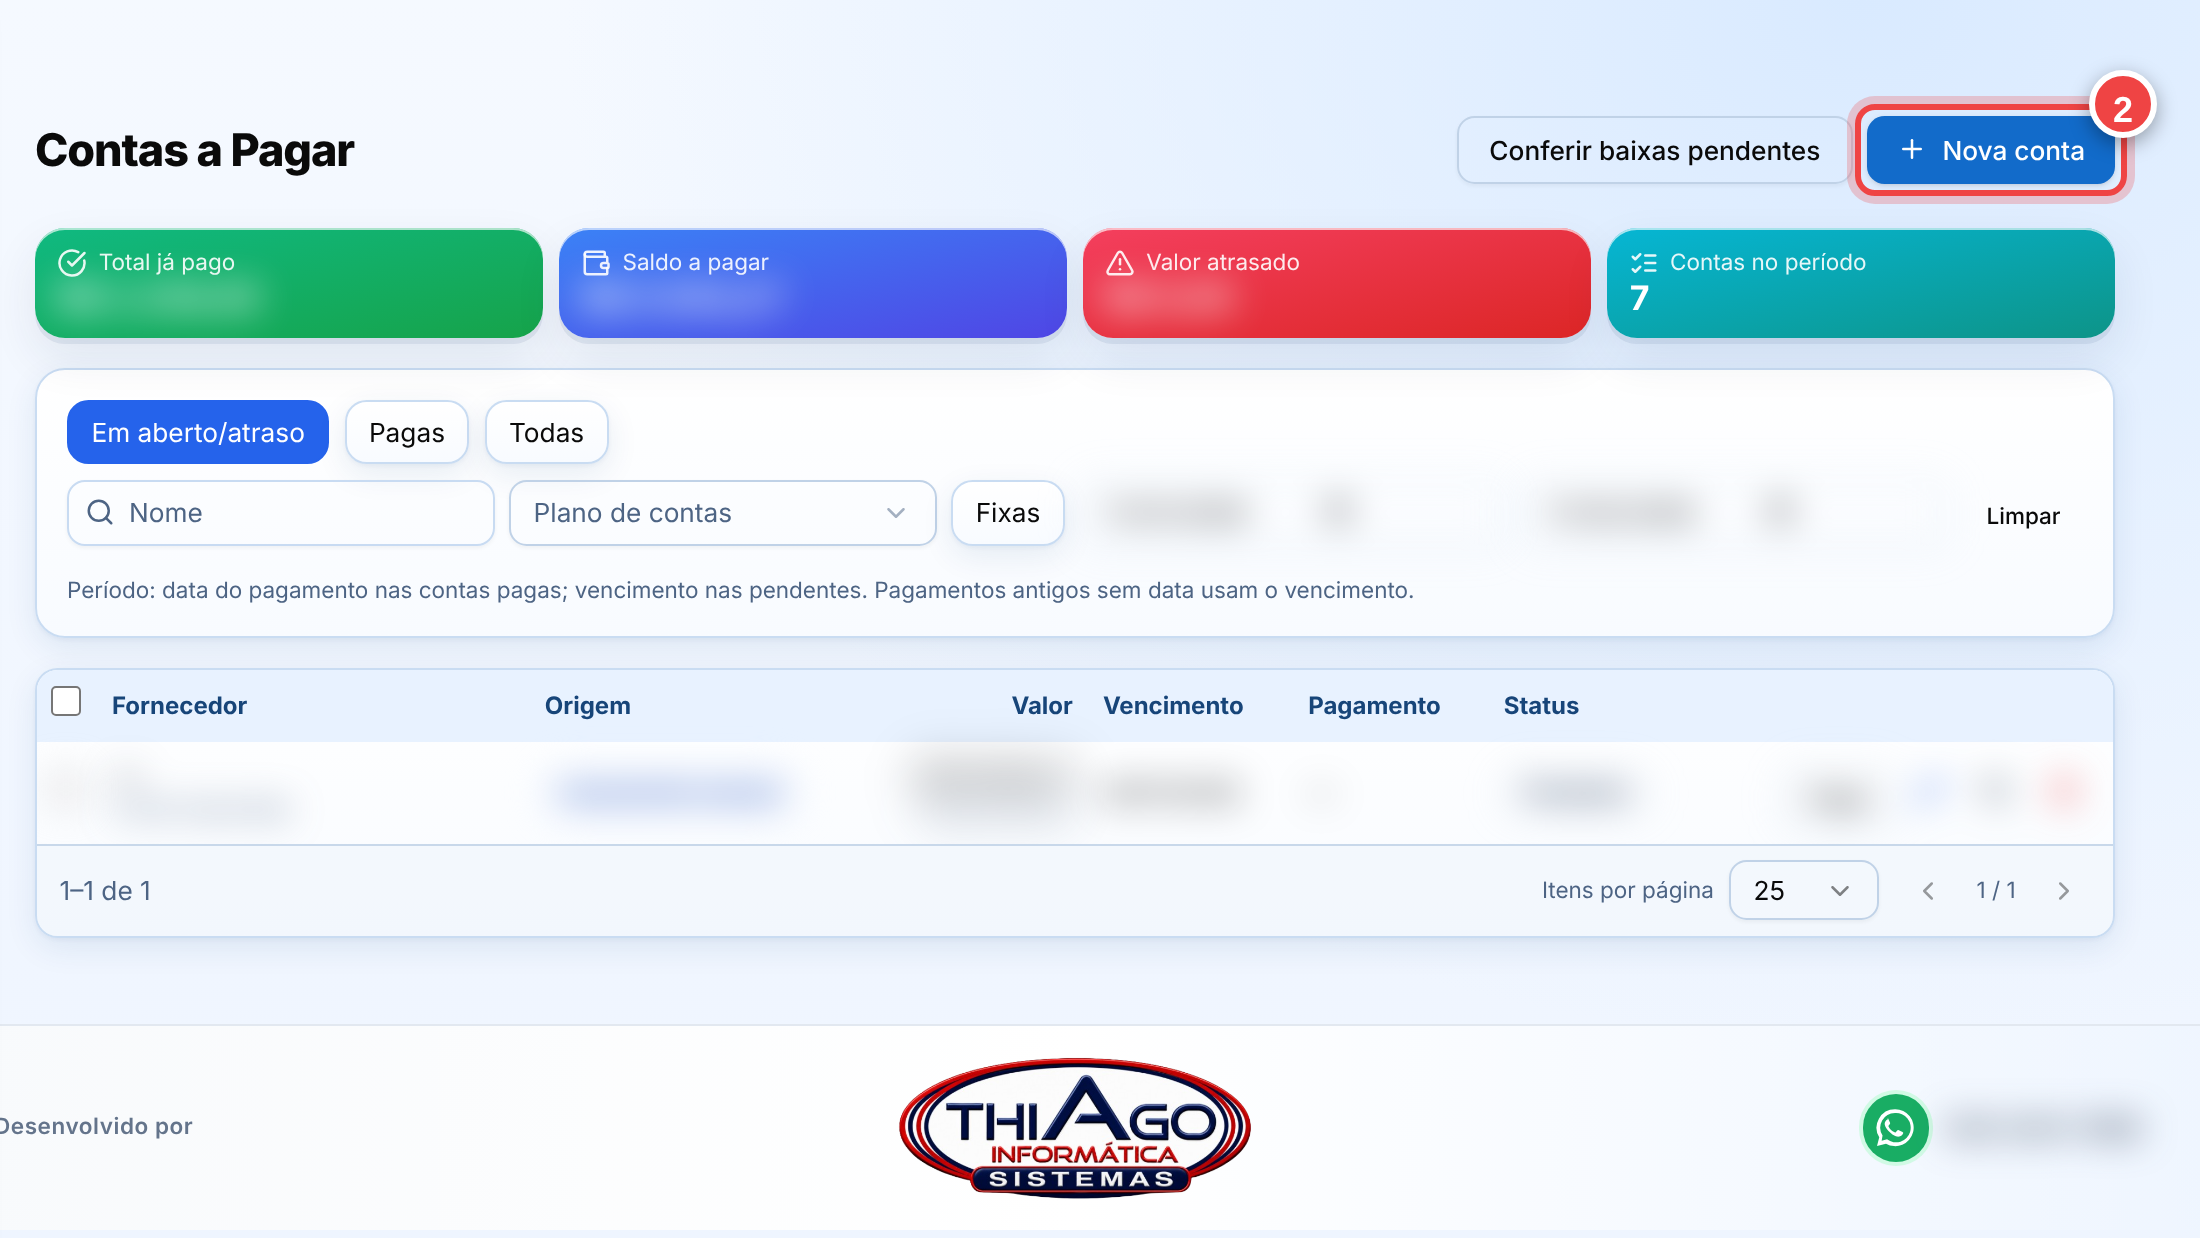 2
Contas a Pagar
Conferir baixas pendentes
+ Nova conta
Total já pago
Saldo a pagar
Valor atrasado
Contas no período
7
Em aberto/atraso
Pagas
Todas
Nome
Plano de contas
Fixas
Limpar
Período: data do pagamento nas contas pagas; vencimento nas pendentes. Pagamentos antigos sem data usam o vencimento.
Fornecedor
Origem
Valor
Vencimento
Pagamento
Status
1–1 de 1
Itens por página
25
1 / 1
Desenvolvido por
THIAGO
INFORMÁTICA
SISTEMAS